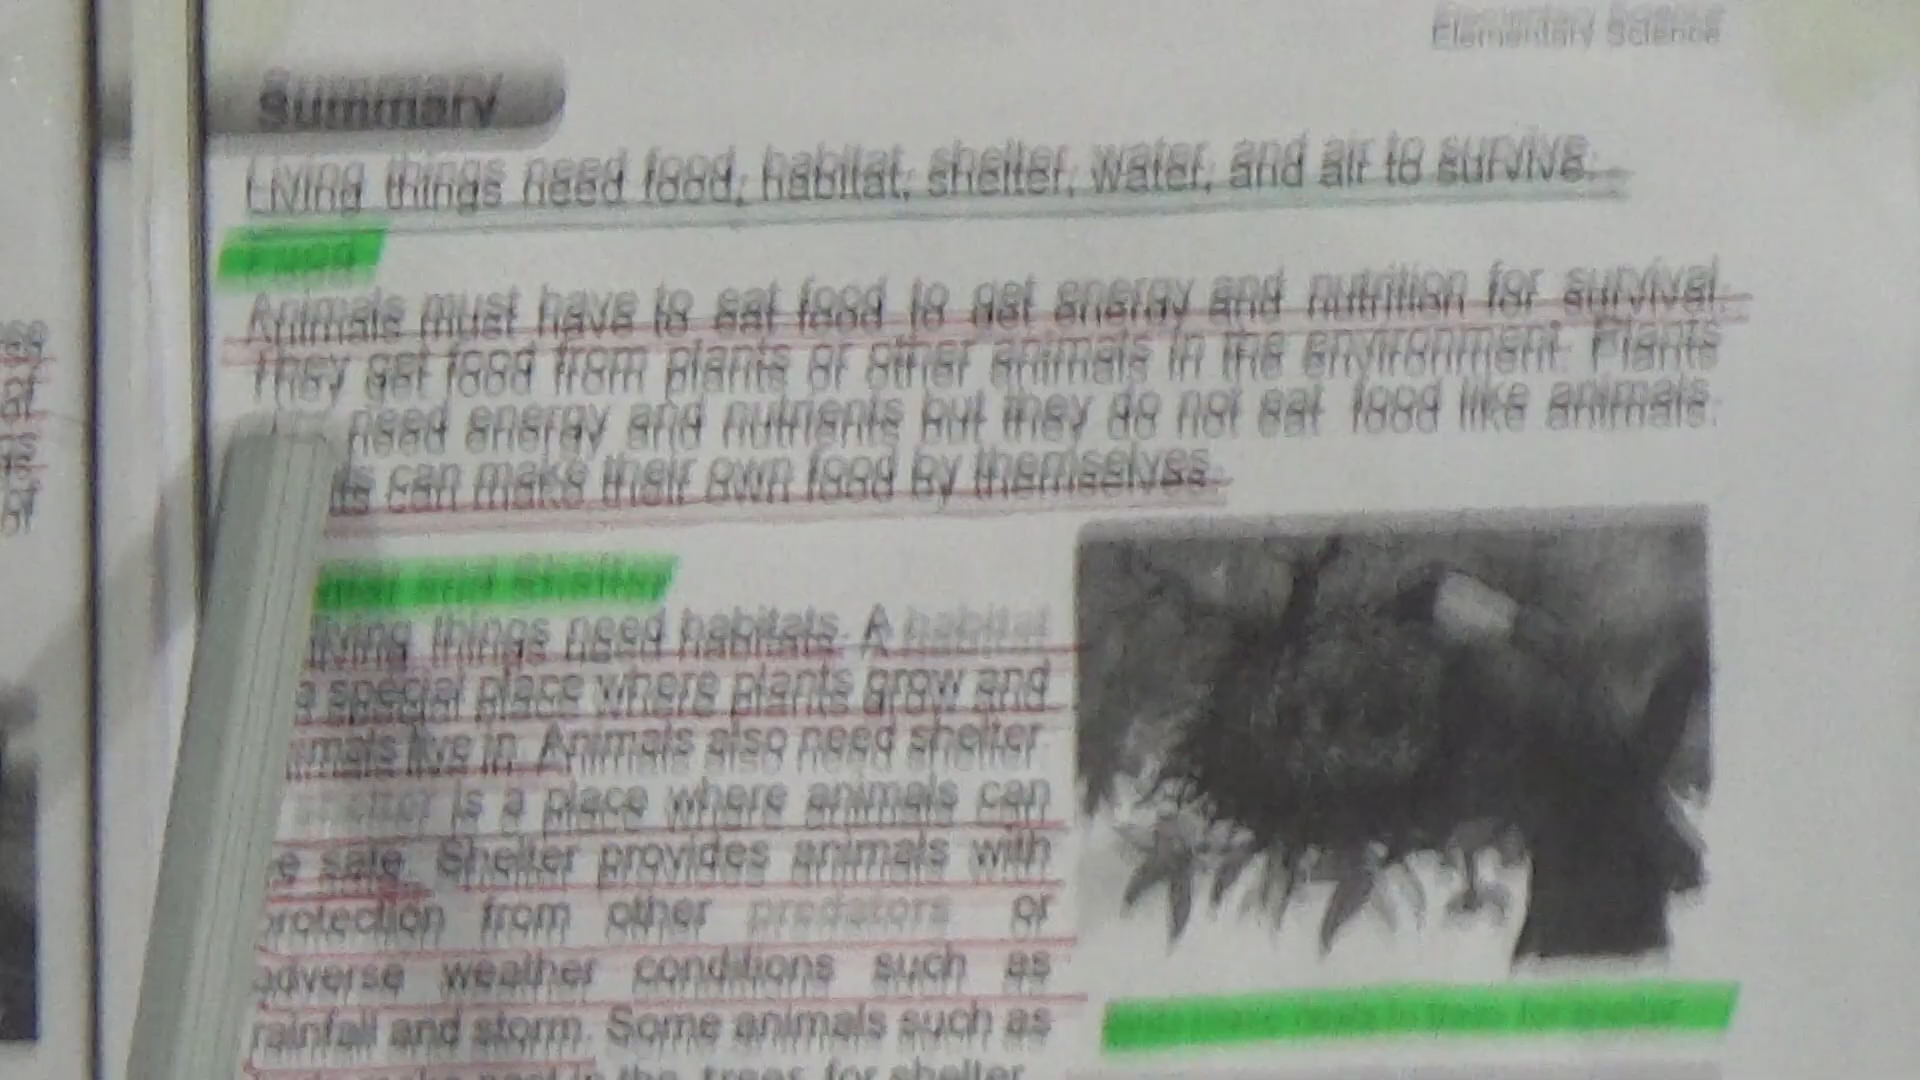 Elementary Science
Summary
Living things need food, habitat, shelter, water, and air to survive.
Food
Animals must have to eat food to get energy and nutrition for survival.
They get food from plants or other animals in the environment. Plants
need energy and nutrients but they do not eat food like animals.
can make their own food by themselves.
and Shelter
living things need habitats. A habitat
a special place where plants grow and
live in. Animals also need shelter.
is a place where animals can
safe. Shelter provides animals with
protection from other predators or
adverse weather conditions such as
rainfall and storm. Some animals such as
nest in the trees for shelter.
in trees for shelter